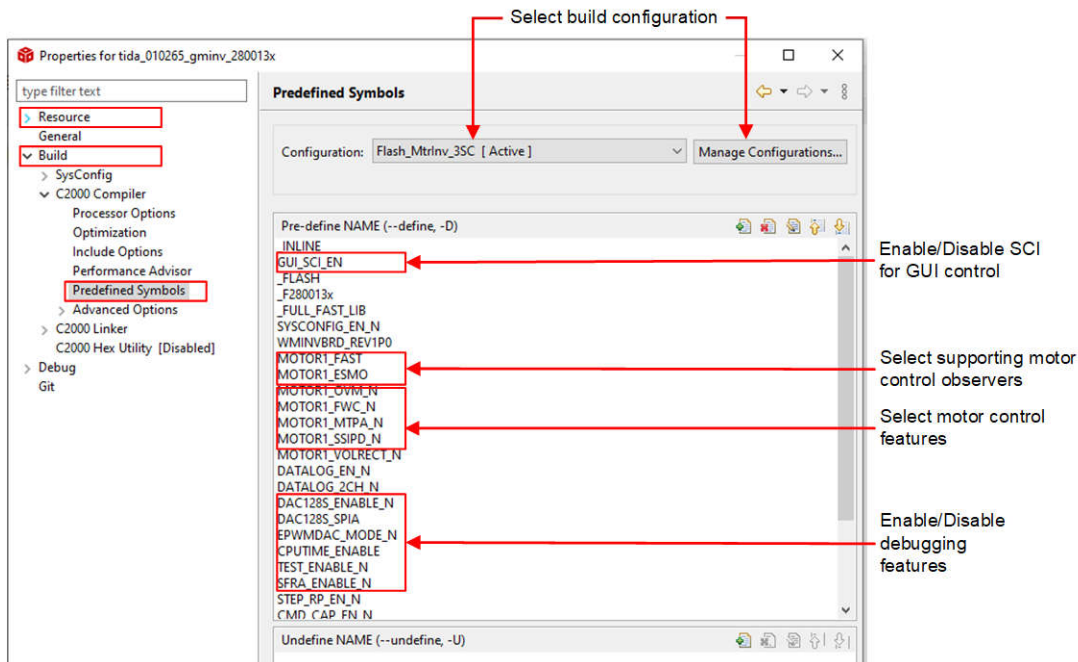 Select build configuration
Properties for tida_010265_gminv_280013x
type filter text
Resource
General
Build
SysConfig
C2000 Compiler
Processor Options
Optimization
Include Options
Performance Advisor
Predefined Symbols
Advanced Options
C2000 Linker
C2000 Hex Utility [Disabled]
Debug
Git
Predefined Symbols
Configuration: Flash_MtrInv_3SC [ Active ] Manage Configurations...
Pre-define NAME (--define, -D)
_INLINE
GUI_SCI_EN
_FLASH
_F280013x
_FULL_FAST_LIB
SYSCONFIG_EN_N
WMINVBRD_REV1P0
MOTOR1_FAST
MOTOR1_ESMO
MOTOR1_OVM_N
MOTOR1_FWC_N
MOTOR1_MTPA_N
MOTOR1_SSIPD_N
MOTOR1_VOLRECT_N
DATALOG_EN_N
DATALOG_2CH_N
DAC128S_ENABLE_N
DAC128S_SPIA
EPWMDAC_MODE_N
CPUTIME_ENABLE
TEST_ENABLE_N
SFRA_ENABLE_N
STEP_RP_EN_N
CMD_CAP_EN_N
Undefine NAME (--undefine, -U)
Enable/Disable SCI
for GUI control
Select supporting motor
control observers
Select motor control
features
Enable/Disable
debugging
features